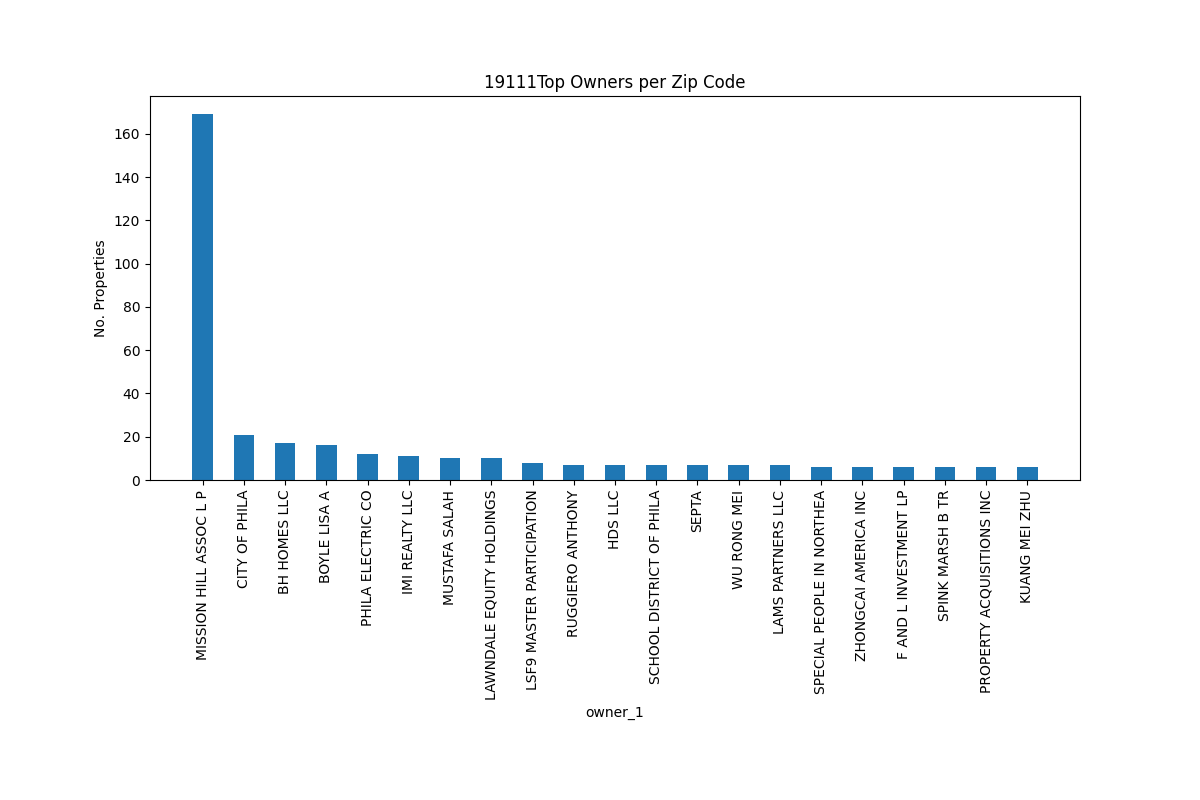 19111Top Owners per Zip Code
No. Properties
160
140
120
100
80
60
40
20
0
MISSION HILL ASSOC L P
CITY OF PHILA
BH HOMES LLC
BOYLE LISA A
PHILA ELECTRIC CO
IMI REALTY LLC
MUSTAFA SALAH
LAWNDALE EQUITY HOLDINGS
LSF9 MASTER PARTICIPATION
RUGGIERO ANTHONY
HDS LLC
SCHOOL DISTRICT OF PHILA
SEPTA
WU RONG MEI
LAMS PARTNERS LLC
SPECIAL PEOPLE IN NORTHEA
ZHONGCAI AMERICA INC
F AND L INVESTMENT LP
SPINK MARSH B TR
PROPERTY ACQUISITIONS INC
KUANG MEI ZHU
owner_1